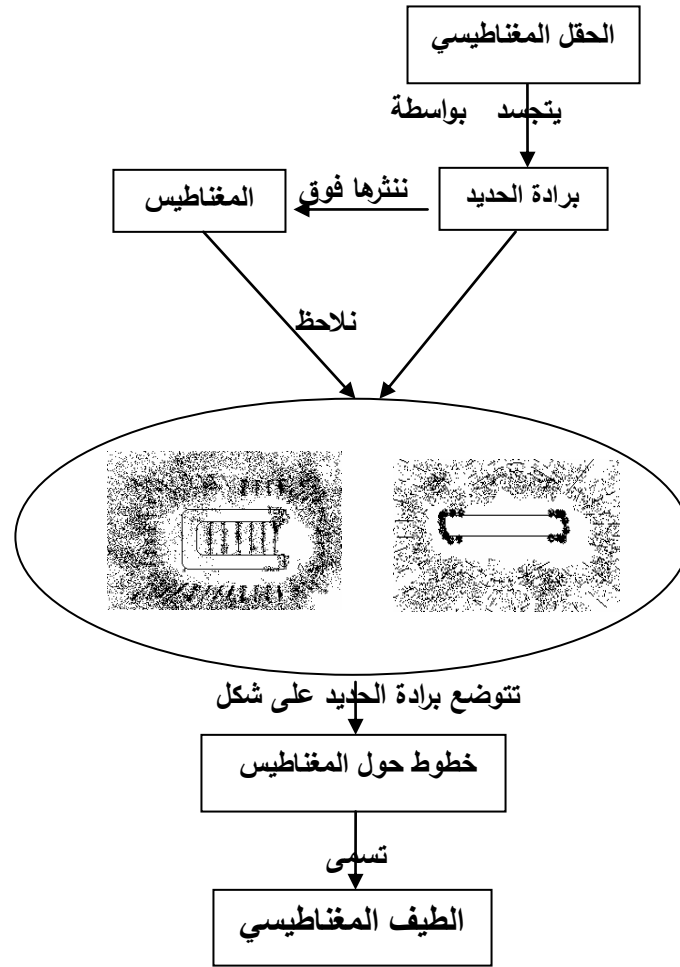 الحقل المغناطيسي
يتجسد بواسطة
برادة الحديد
ننثرها فوق
المغناطيس
نلاحظ
تتوضع برادة الحديد على شكل
خطوط حول المغناطيس
تسمى
الطيف المغناطيسي